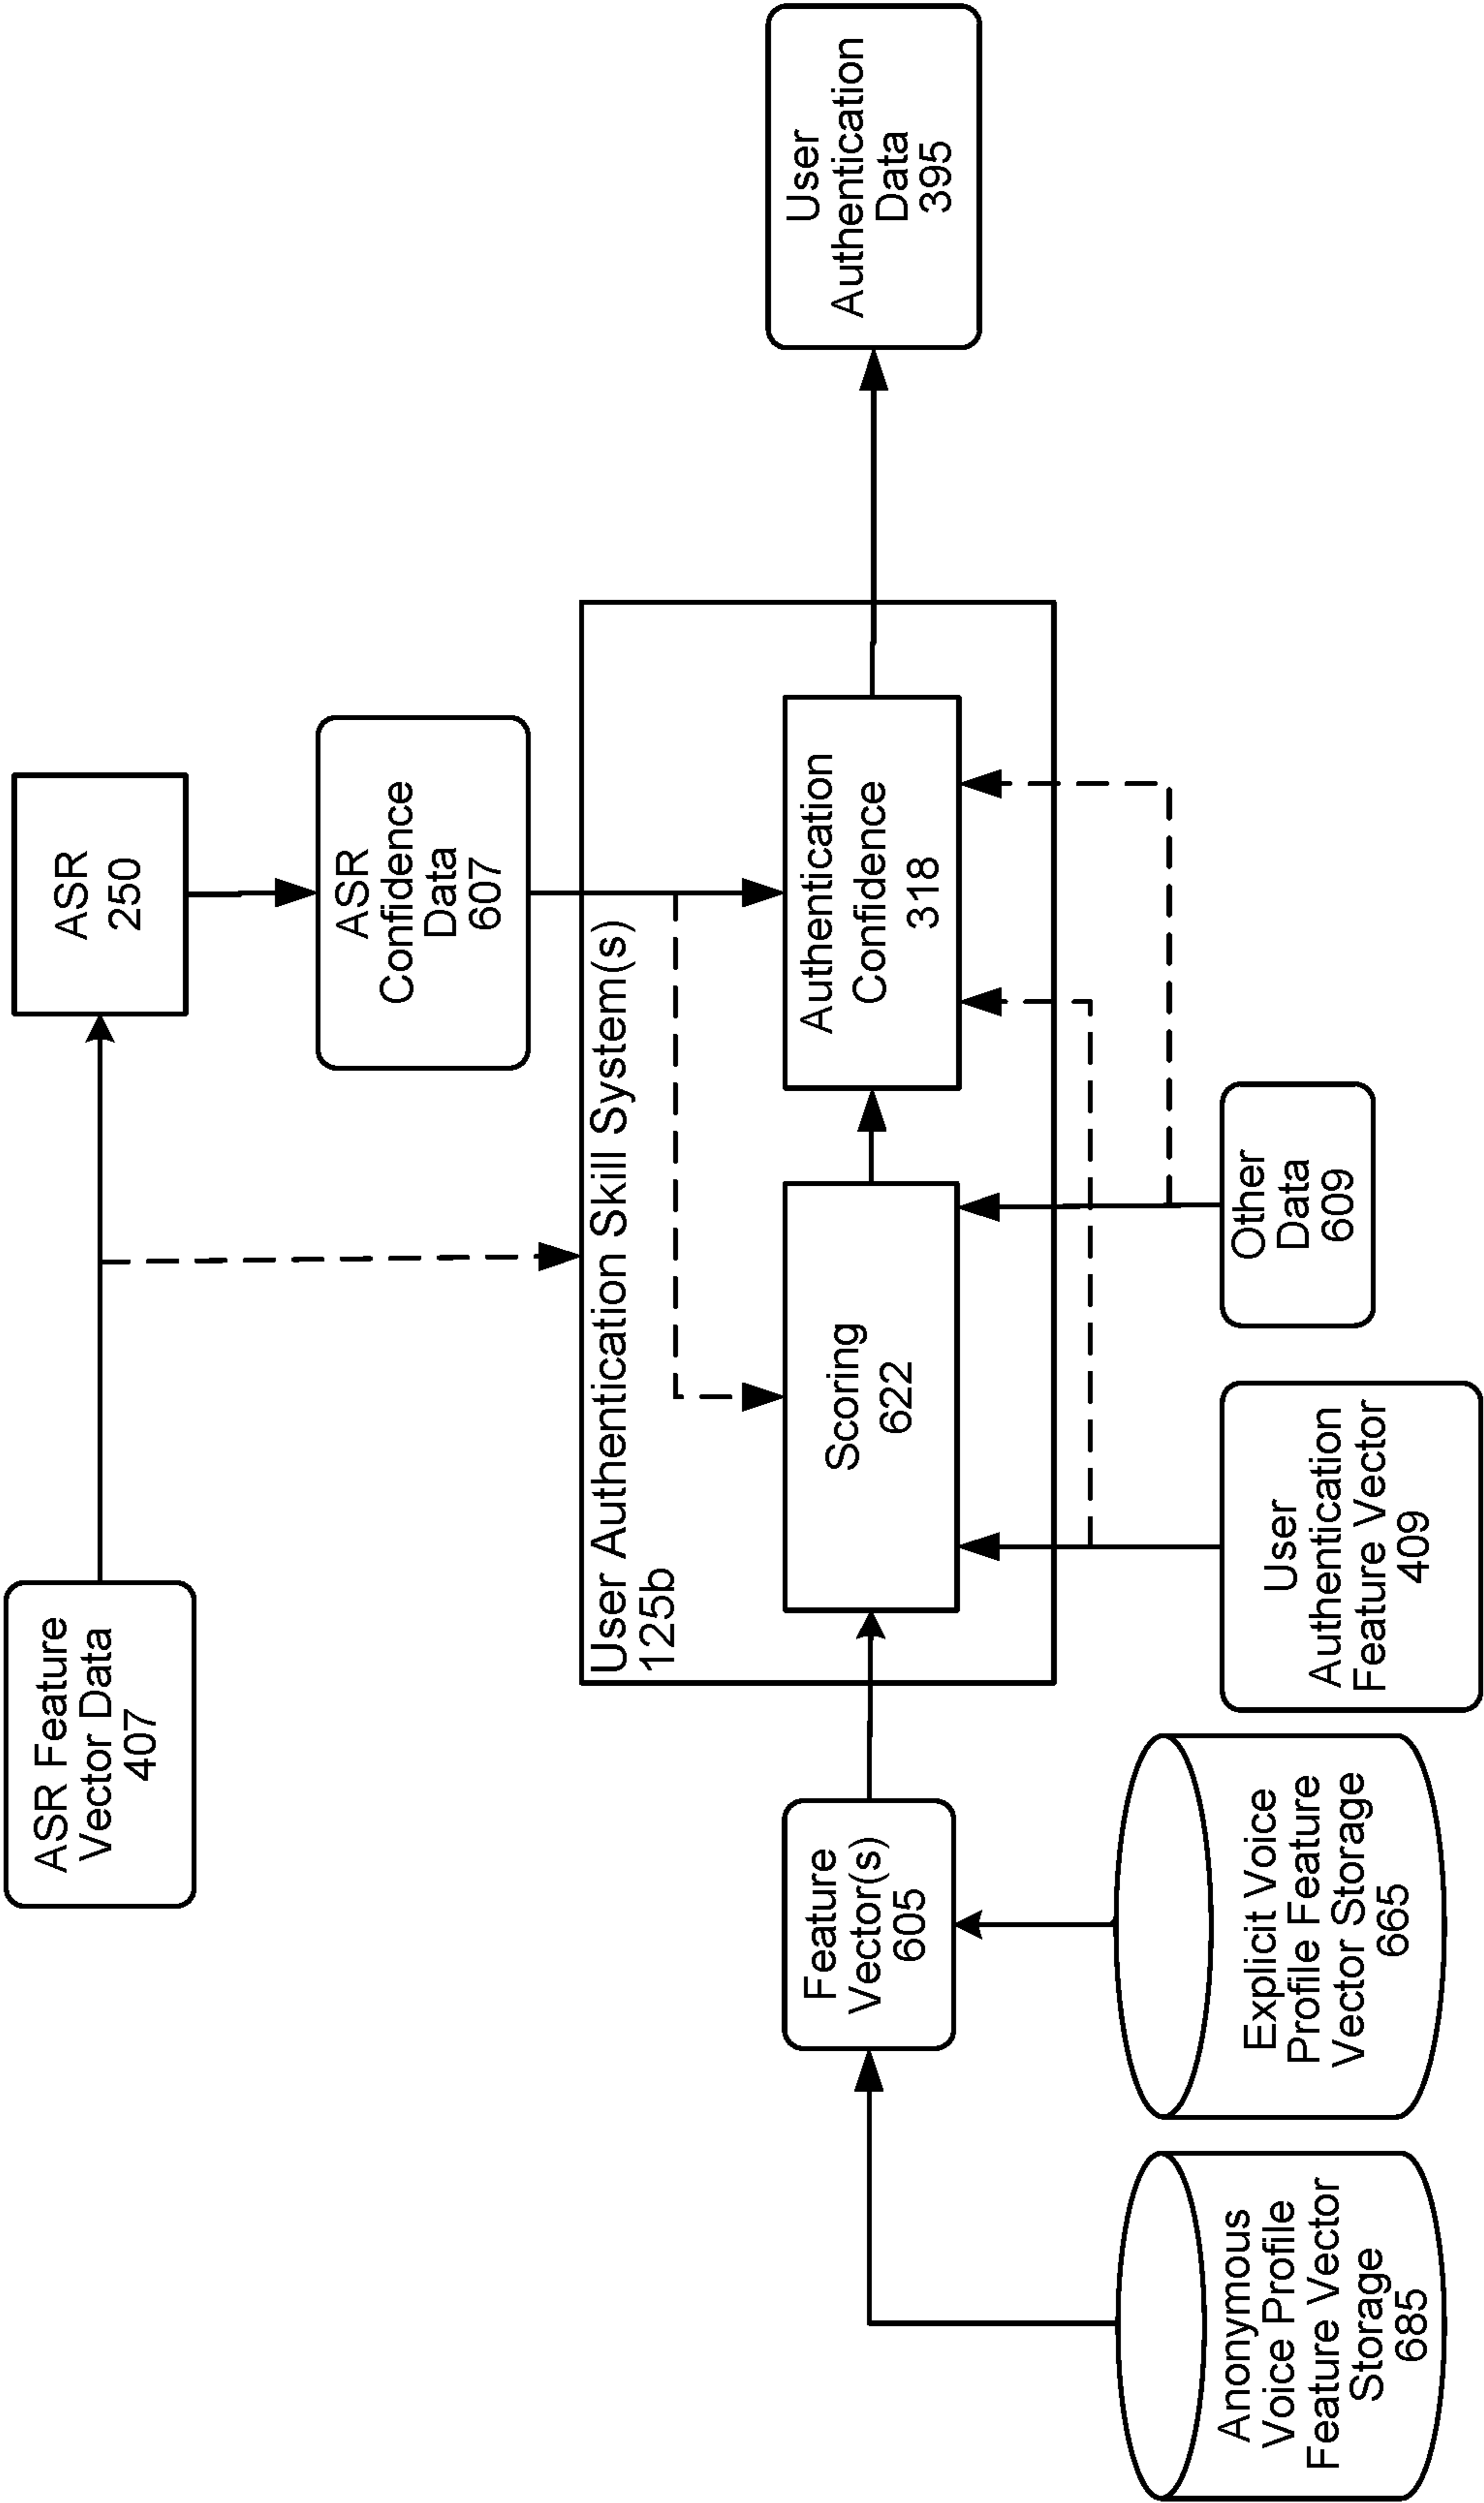 ASR Feature
Vector Data
407
ASR
250
ASR
Confidence
Data
607
User Authentication Skill System(s)
125b
Feature
Vector(s)
605
Scoring
622
Authentication
Confidence
318
User
Authentication
Data
395
Anonymous
Voice Profile
Feature Vector
Storage
685
Explicit Voice
Profile Feature
Vector Storage
665
User
Authentication
Feature Vector
409
Other
Data
609